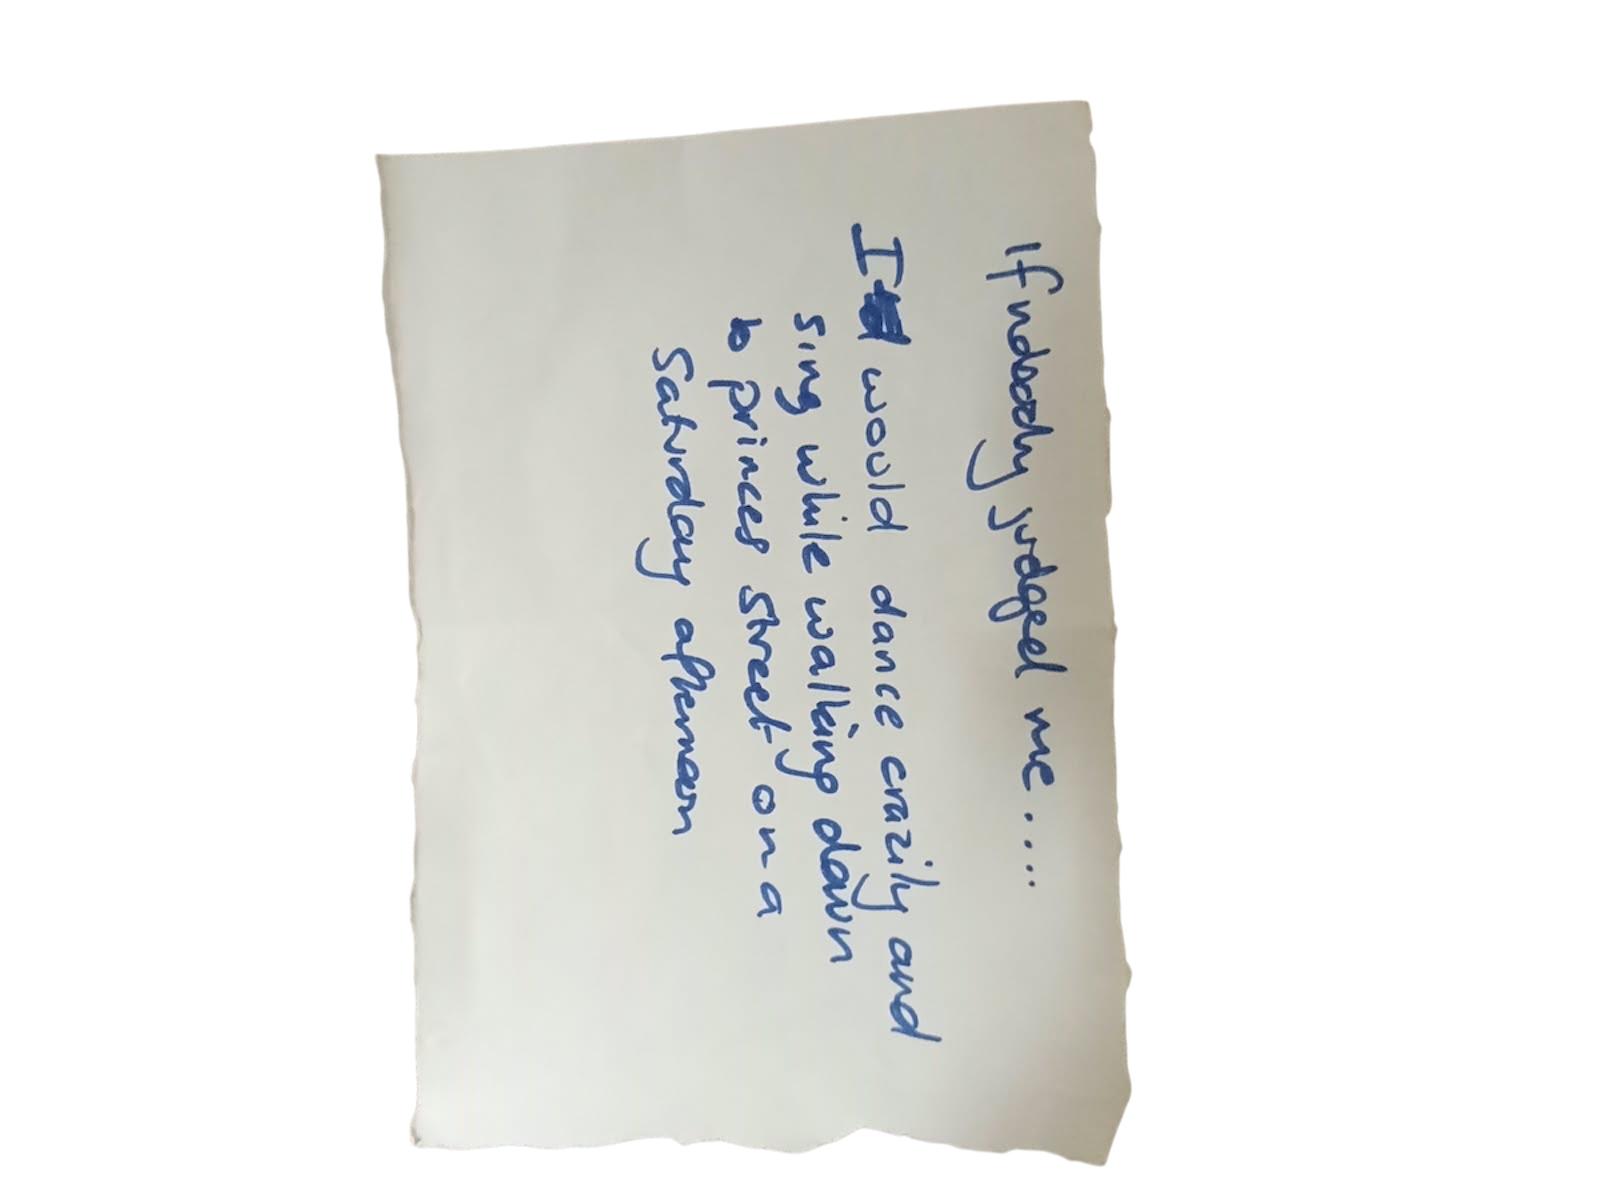 If nobody judged me....
I would dance crazily and
sing while walking down
princes street on a
Saturday afternoon